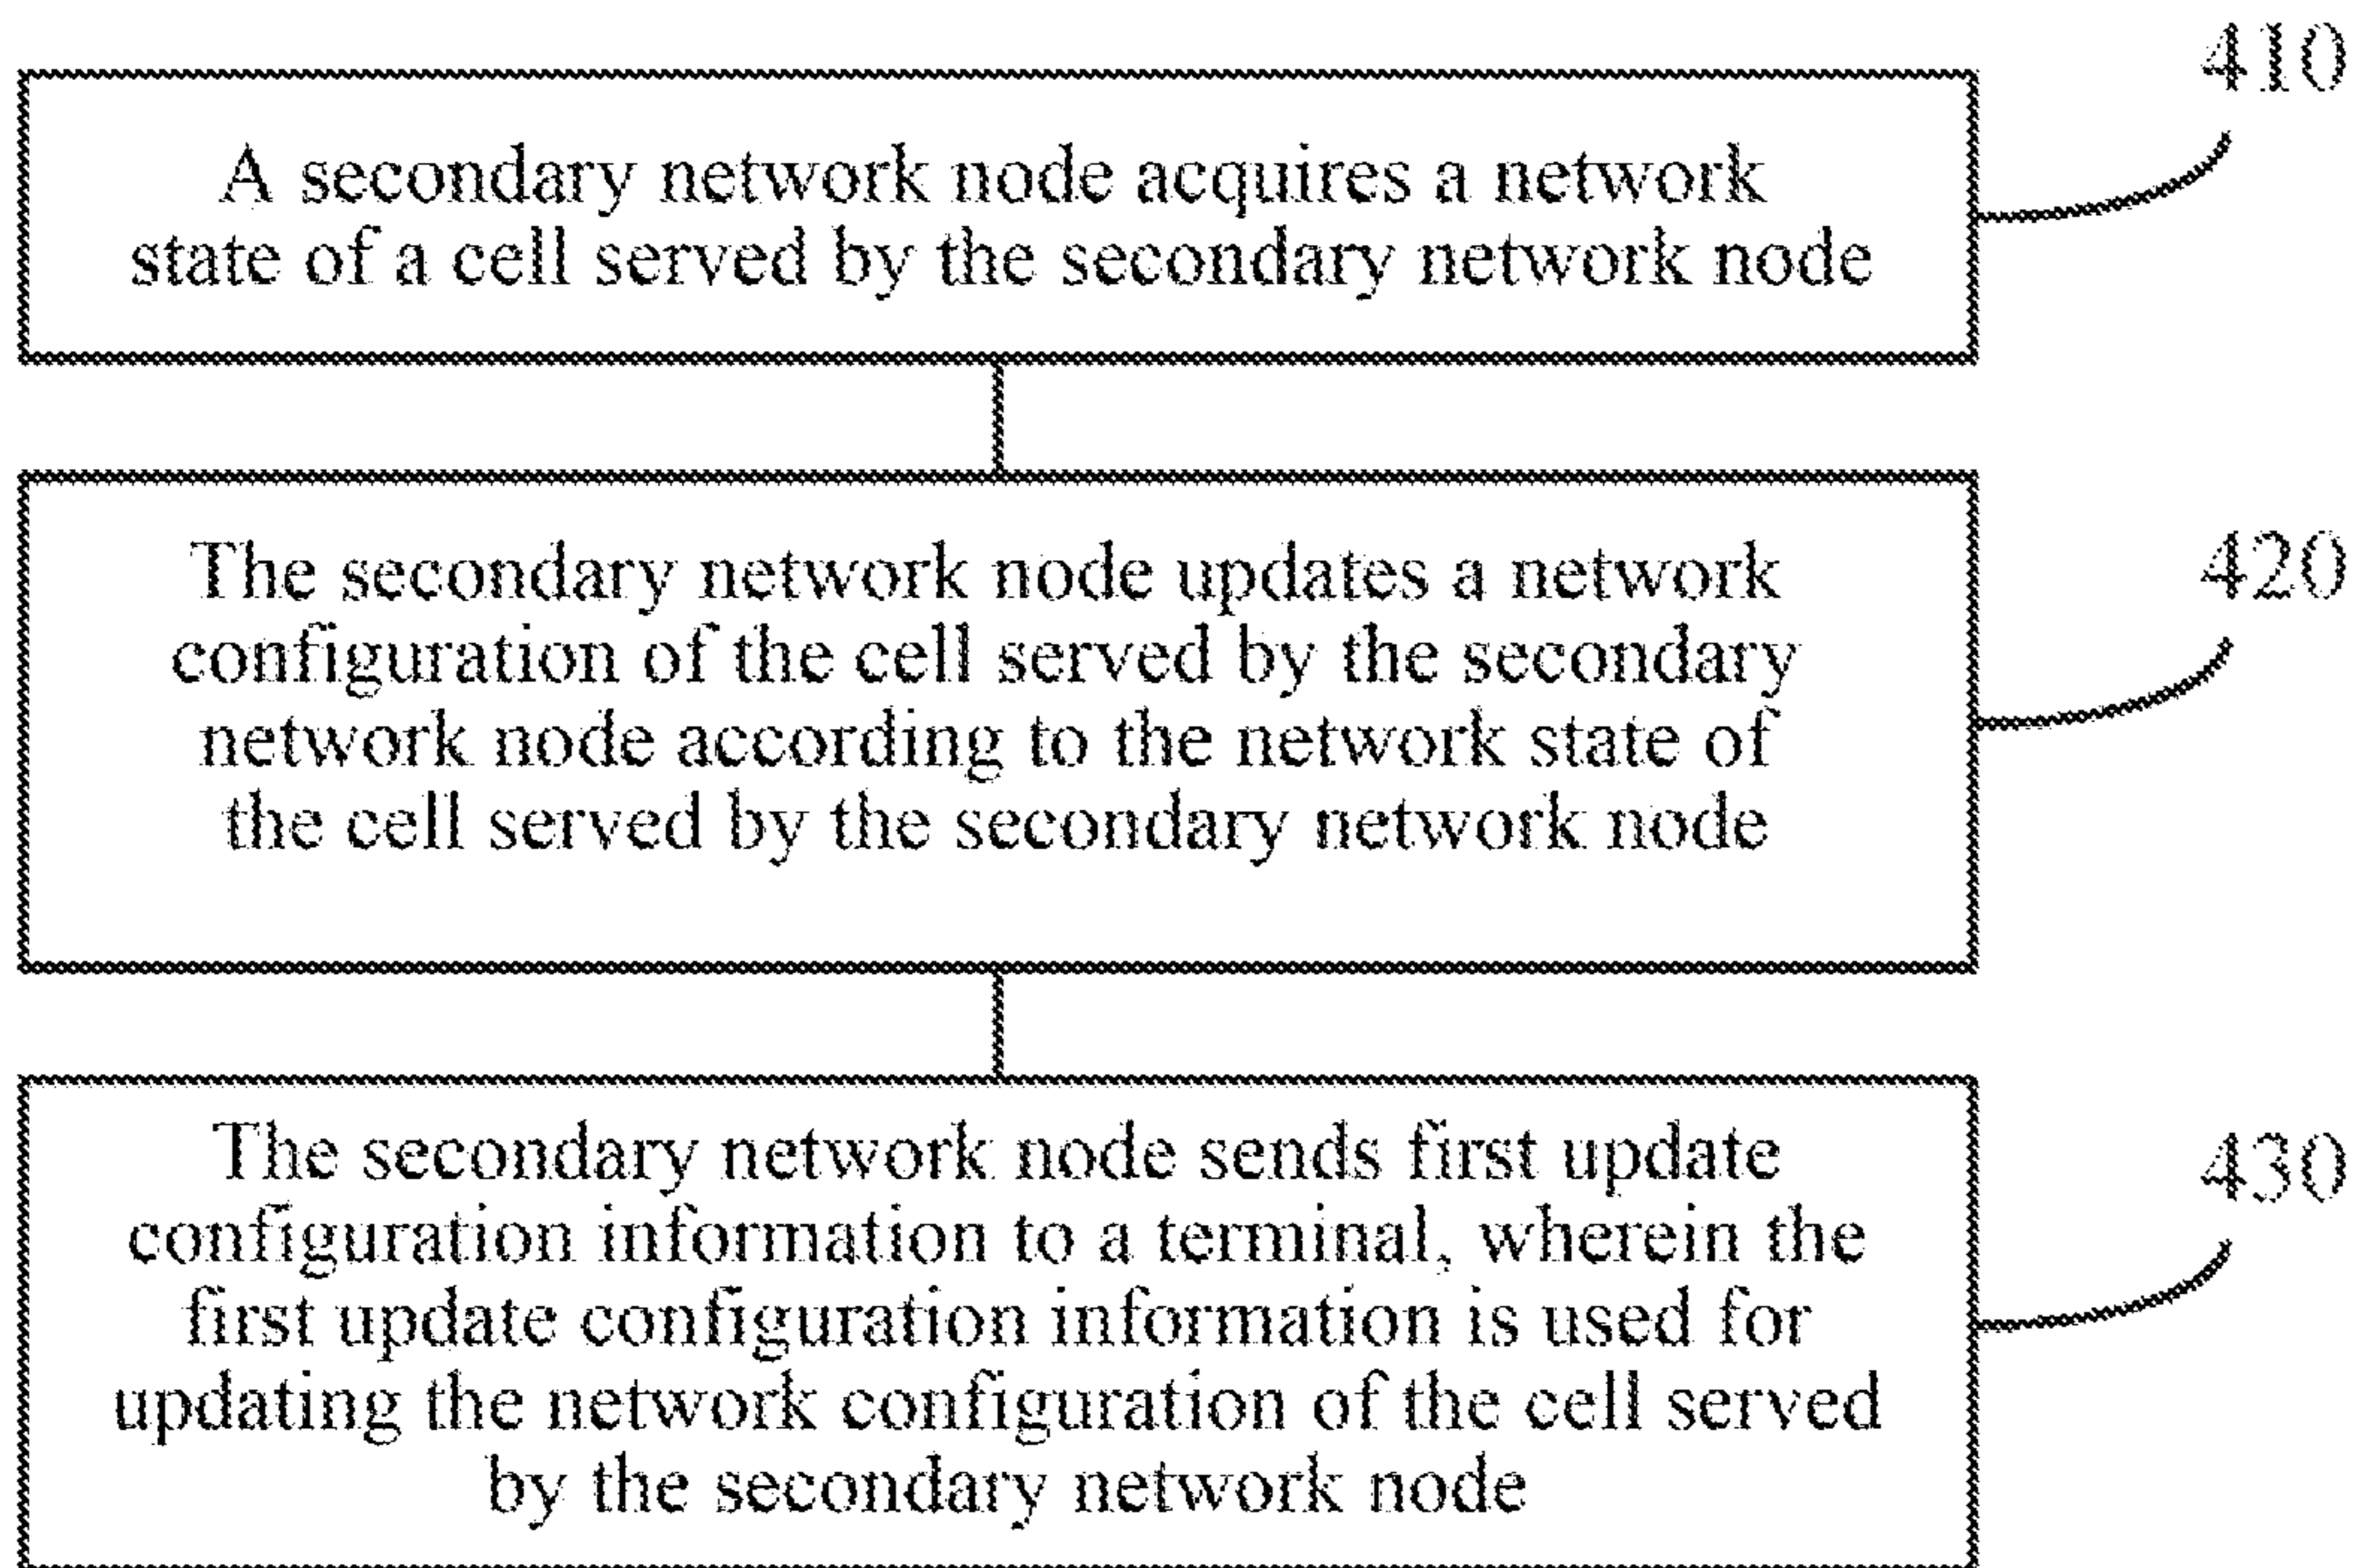 410
A secondary network node acquires a network
state of a cell served by the secondary network node
420
The secondary network node updates a network
configuration of the cell served by the secondary
network node according to the network state of
the cell served by the secondary network node
430
The secondary network node sends first update
configuration information to a terminal, wherein the
first update configuration information is used for
updating the network configuration of the cell served
by the secondary network node